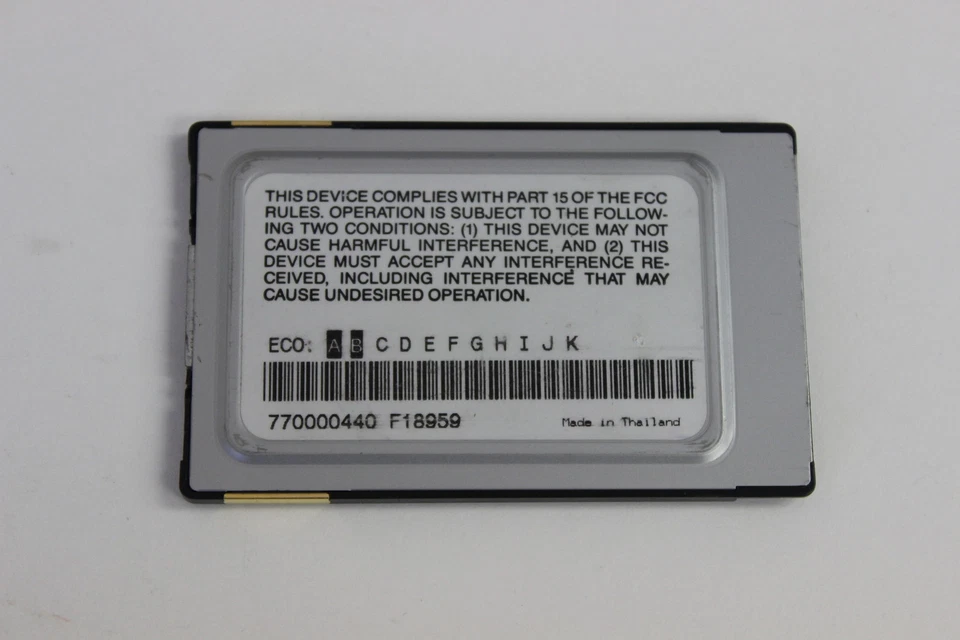 THIS DEVICE COMPLIES WITH PART 15 OF THE FCC
RULES. OPERATION IS SUBJECT TO THE FOLLOW-
ING TWO CONDITIONS: (1) THIS DEVICE MAY NOT
CAUSE HARMFUL INTERFERENCE, AND (2) THIS
DEVICE MUST ACCEPT ANY INTERFERENCE RE-
CEIVED, INCLUDING INTERFERENCE THAT MAY
CAUSE UNDESIRED OPERATION.
ECO: A B C D E F G H I J K
770000440 F18959 Made in Thailand